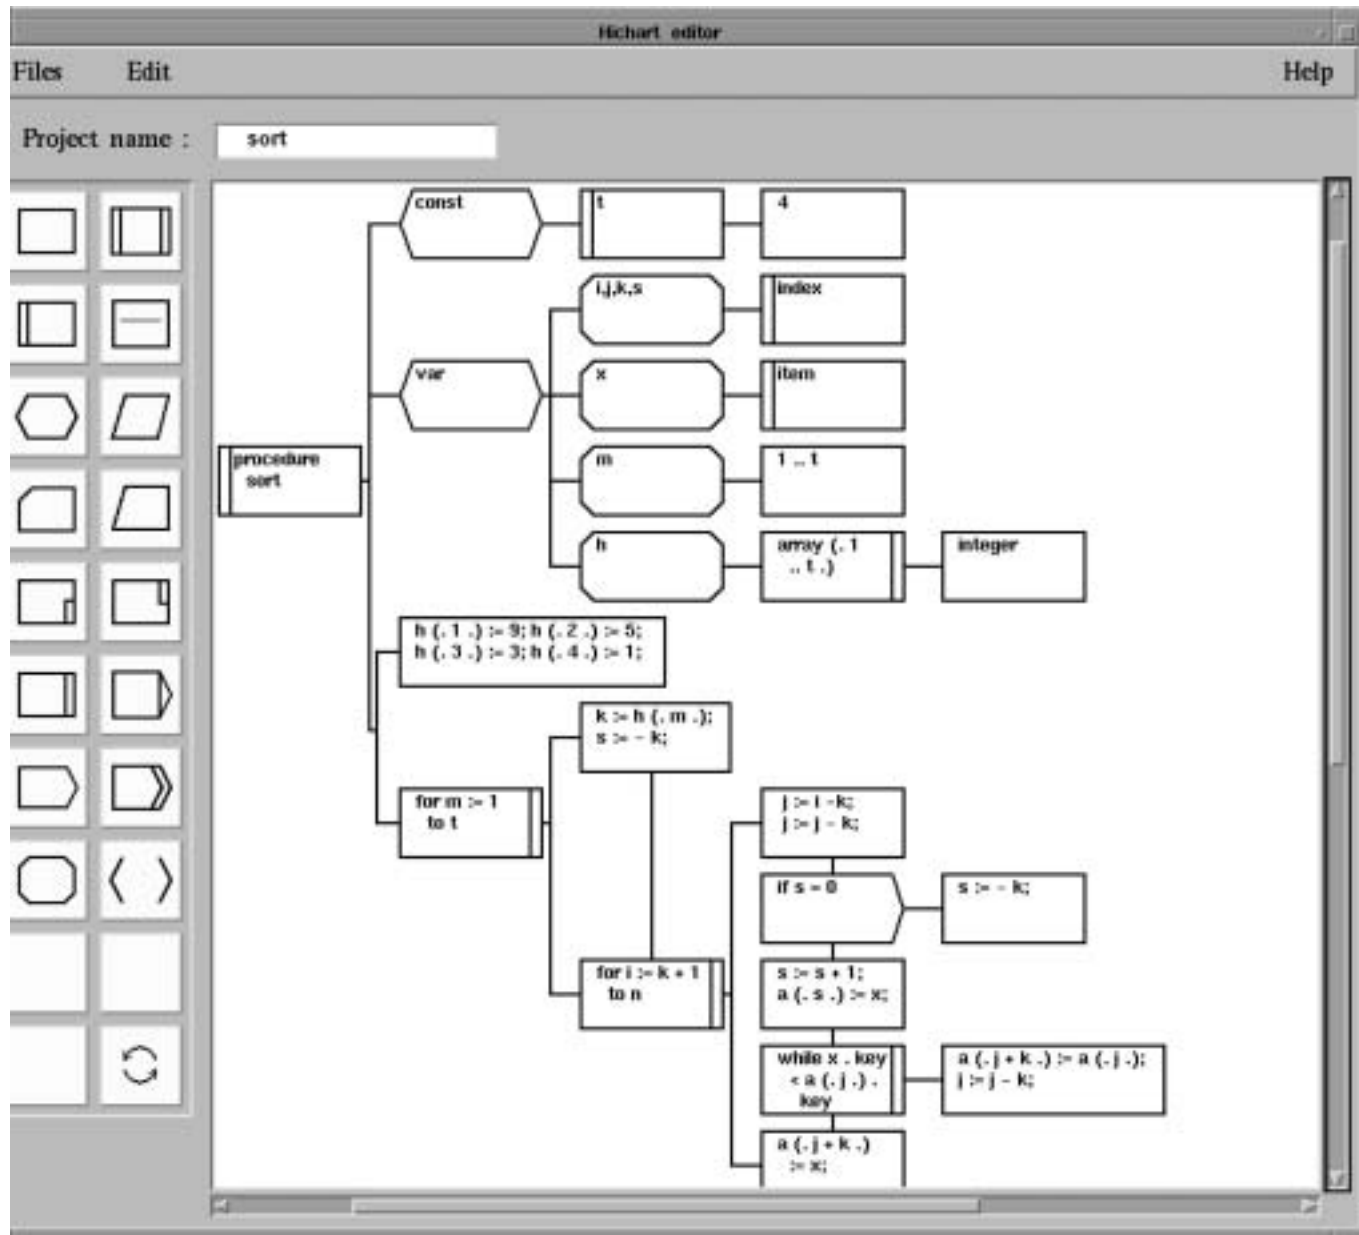 Hichart editor
Files Edit Help
Project name : sort
const
t
4
i,j,k,s
index
var
x
item
procedure
sort
m
1 .. t
h
array (. 1
.. t .)
integer
h (. 1 .) := 9; h (. 2 .) := 5;
h (. 3 .) := 3; h (. 4 .) := 1;
k := h (. m .);
s := - k;
for m := 1
to t
j := i -k;
j := j - k;
if s = 0
s := - k;
for i := k + 1
to n
s := s + 1;
a (. s .) := x;
while x . key
< a (. j .) .
key
a (. j + k .) := a (. j .);
j := j - k;
a (. j + k .)
:= x;